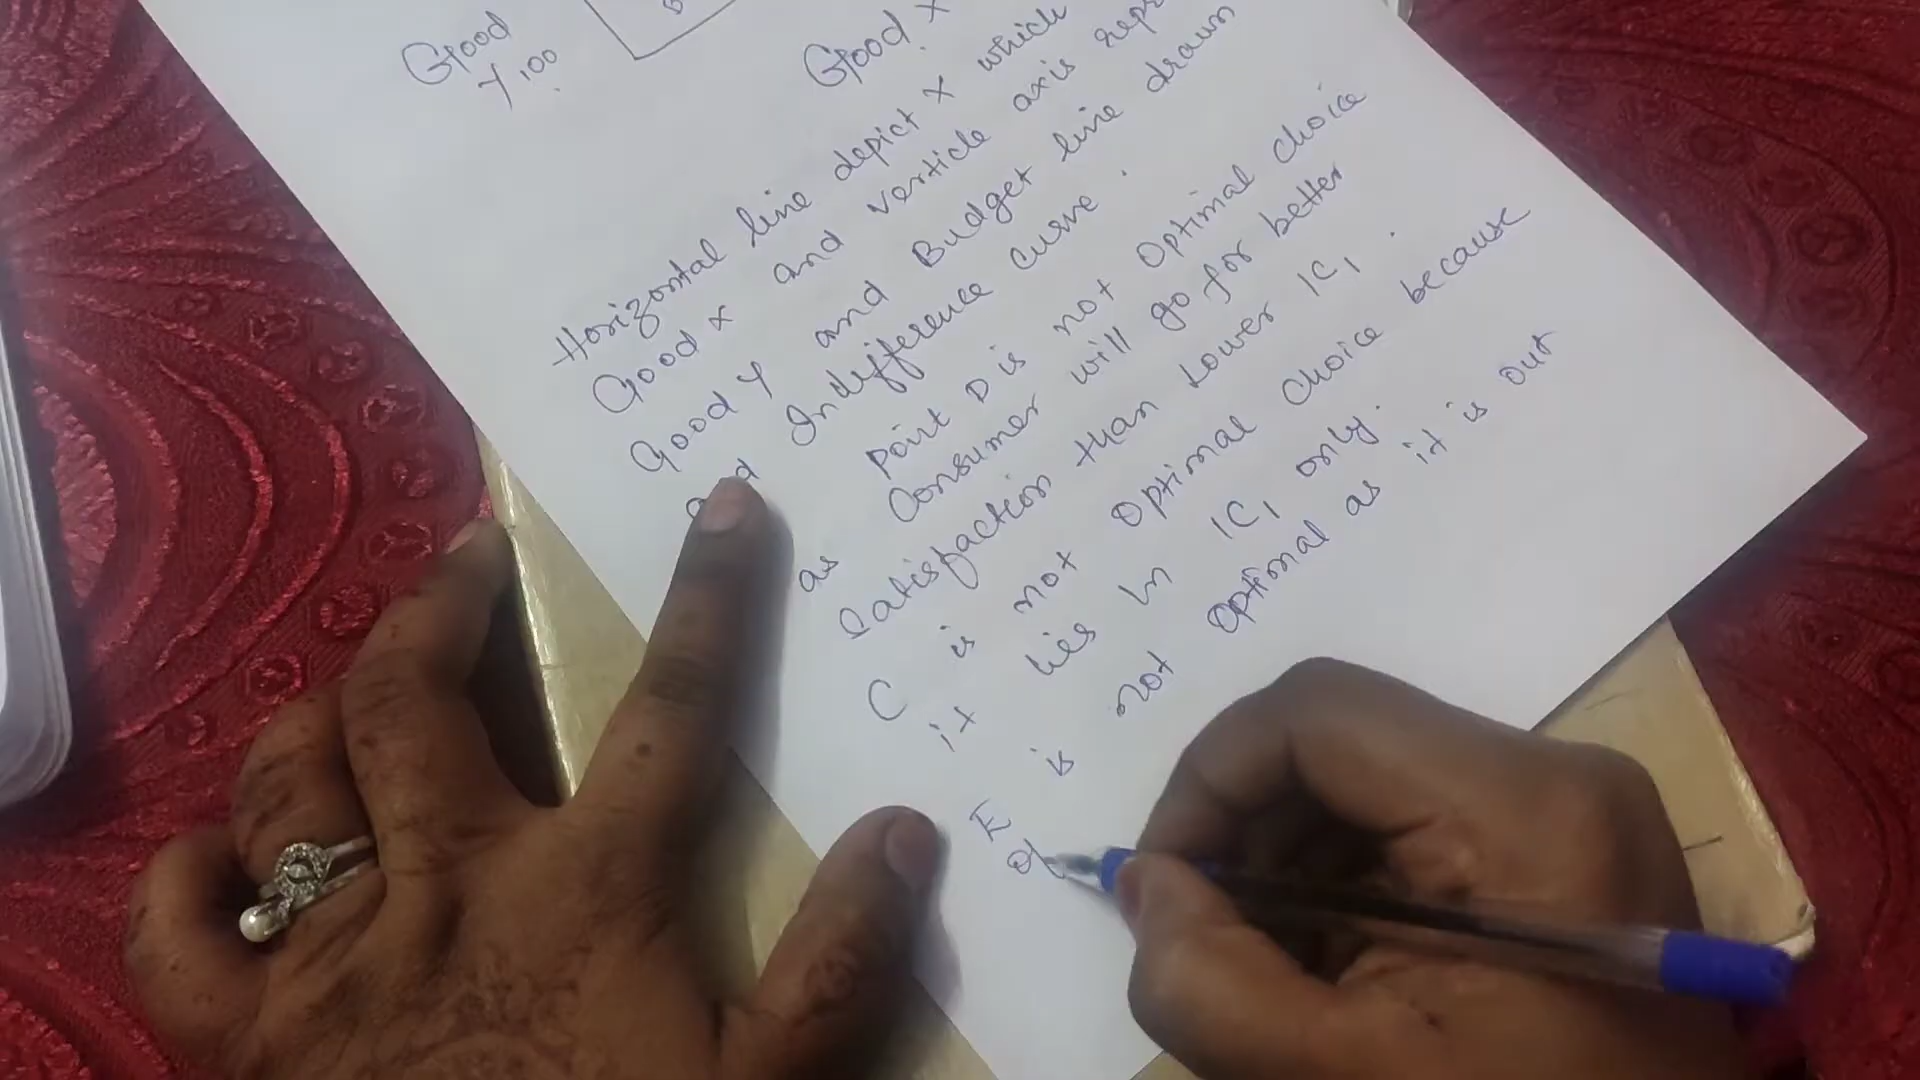 Good
Y 100
Good X
Horizontal line depict X which
Good X and verticle axis repr
Good Y and Budget line drawn
and Indifference curve.
Point D is not Optimal choice
as Consumer will go for better
Satisfaction than Lower IC1.
C is not Optimal choice because
it lies in IC1 only.
E is not Optimal as it is out
of